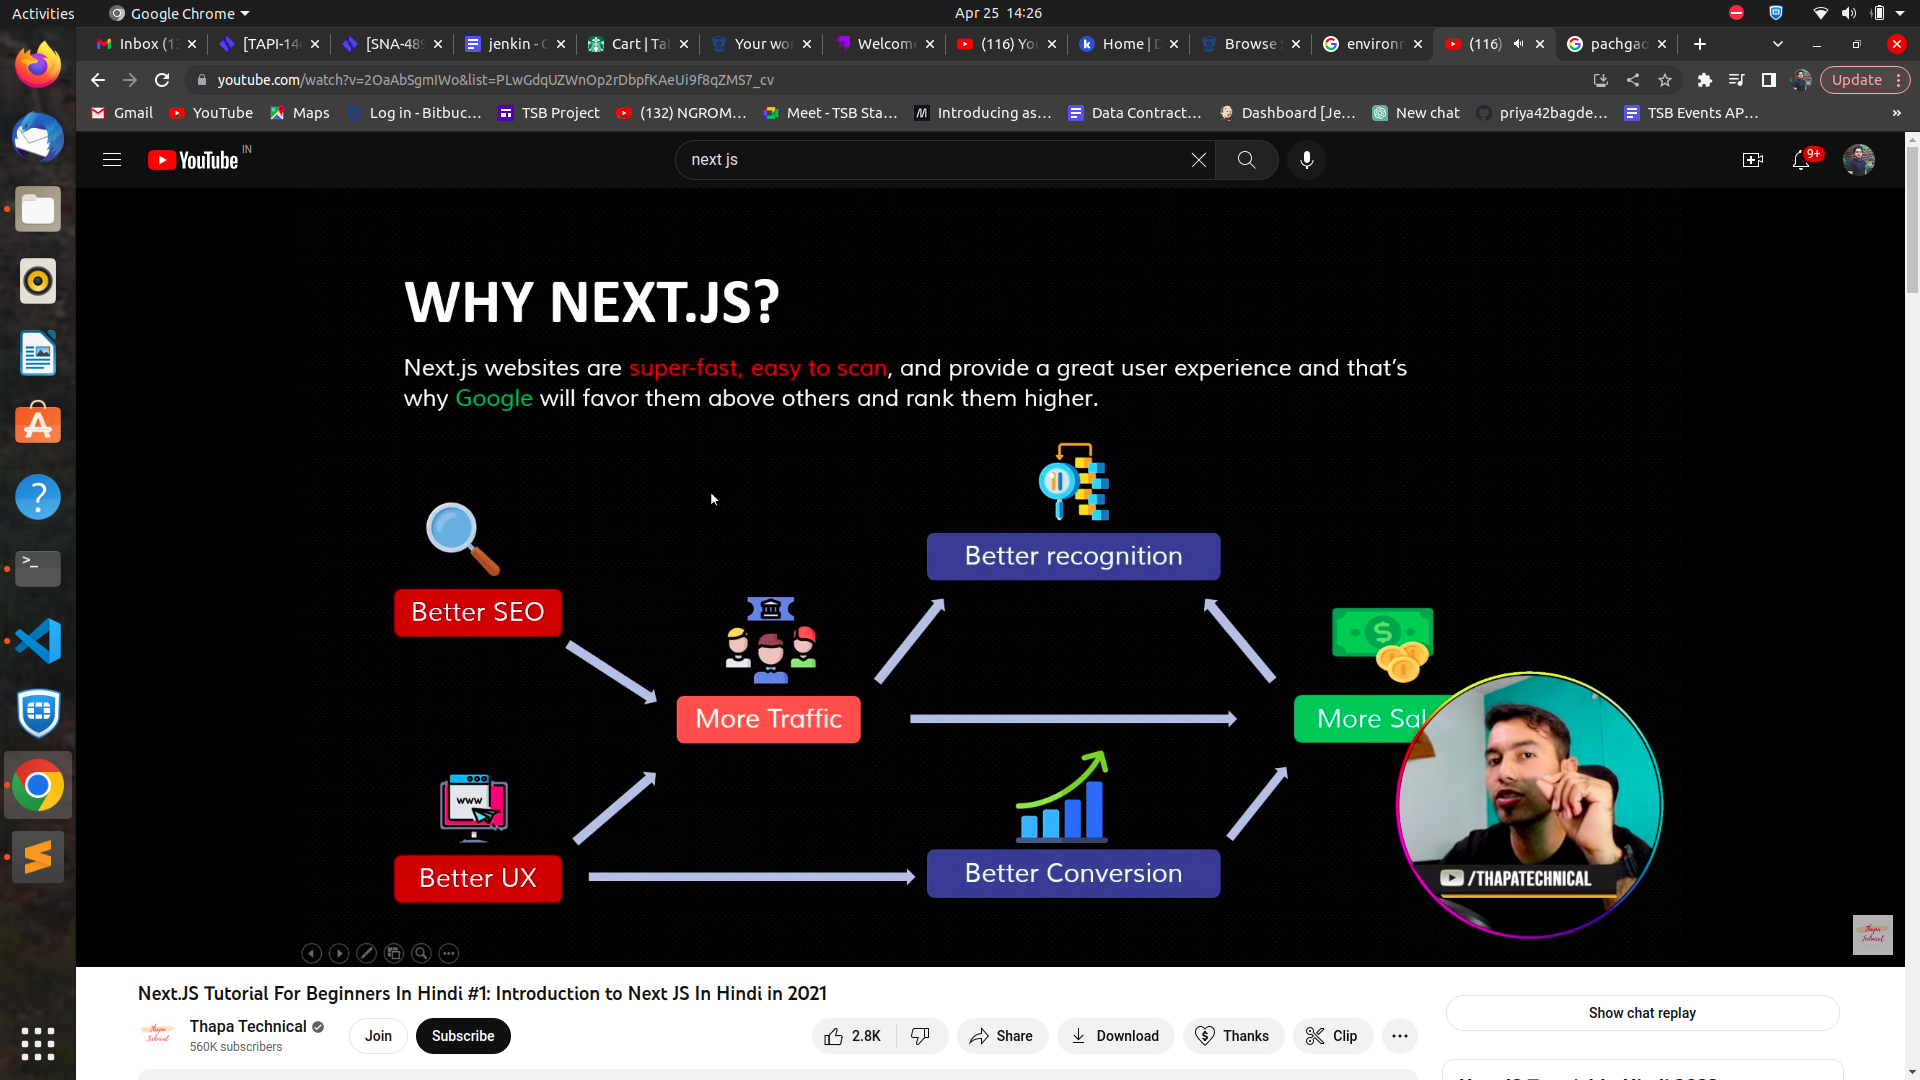 Activities
Google Chrome
Apr 25 14:26
Inbox (1
[TAPI-14
[SNA-48
jenkin - G
Cart | Tal
Your wo
Welcom
(116) Yo
Home | D
Browse
environm
(116)
pachgao
youtube.com/watch?v=2OaAbSgmIWo&list=PLwGdqUZWnOp2rDbpfKAeUi9f8qZMS7_cv
Update
Gmail
YouTube
Maps
Log in - Bitbuc...
TSB Project
(132) NGROM...
Meet - TSB Sta...
Introducing as...
Data Contract...
Dashboard [Je...
New chat
priya42bagde...
TSB Events AP...
»
YouTube IN
next js
9+
WHY NEXT.JS?
Next.js websites are super-fast, easy to scan, and provide a great user experience and that's
why Google will favor them above others and rank them higher.
Better recognition
Better SEO
More Traffic
More Sal
www
Better UX
Better Conversion
/THAPATECHNICAL
Thapa
Technical
Next.JS Tutorial For Beginners In Hindi #1: Introduction to Next JS In Hindi in 2021
Thapa Technical
560K subscribers
Join
Subscribe
2.8K
Share
Download
Thanks
Clip
Show chat replay